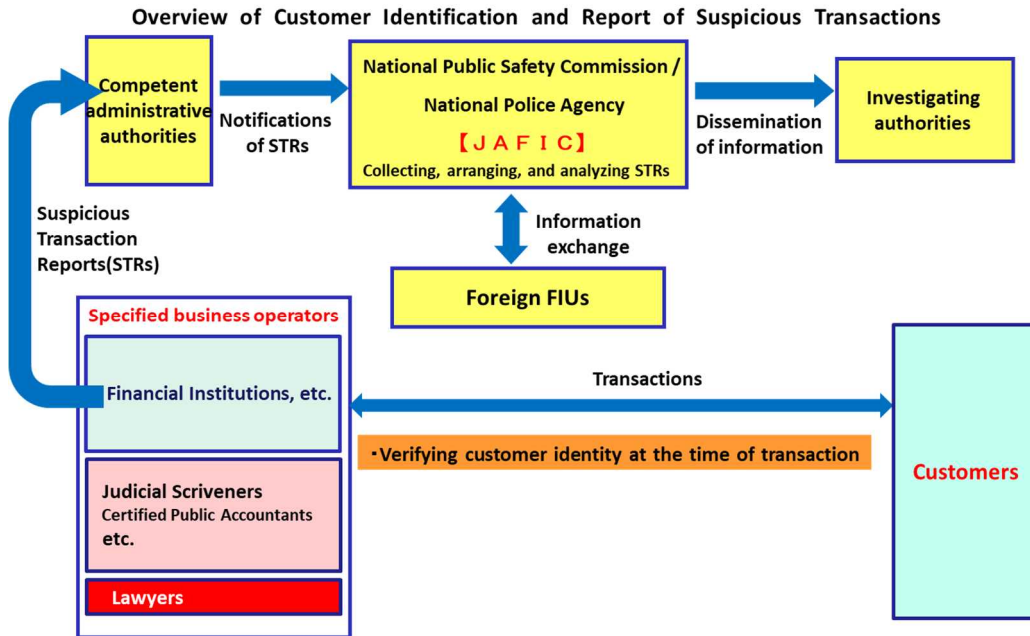 Overview of Customer Identification and Report of Suspicious Transactions
Competent
administrative
authorities
Notifications
of STRs
National Public Safety Commission /
National Police Agency
【ＪＡＦＩＣ】
Collecting, arranging, and analyzing STRs
Dissemination
of information
Investigating
authorities
Suspicious
Transaction
Reports(STRs)
Information
exchange
Foreign FIUs
Specified business operators
Financial Institutions, etc.
Judicial Scriveners
Certified Public Accountants
etc.
Lawyers
Transactions
・Verifying customer identity at the time of transaction
Customers